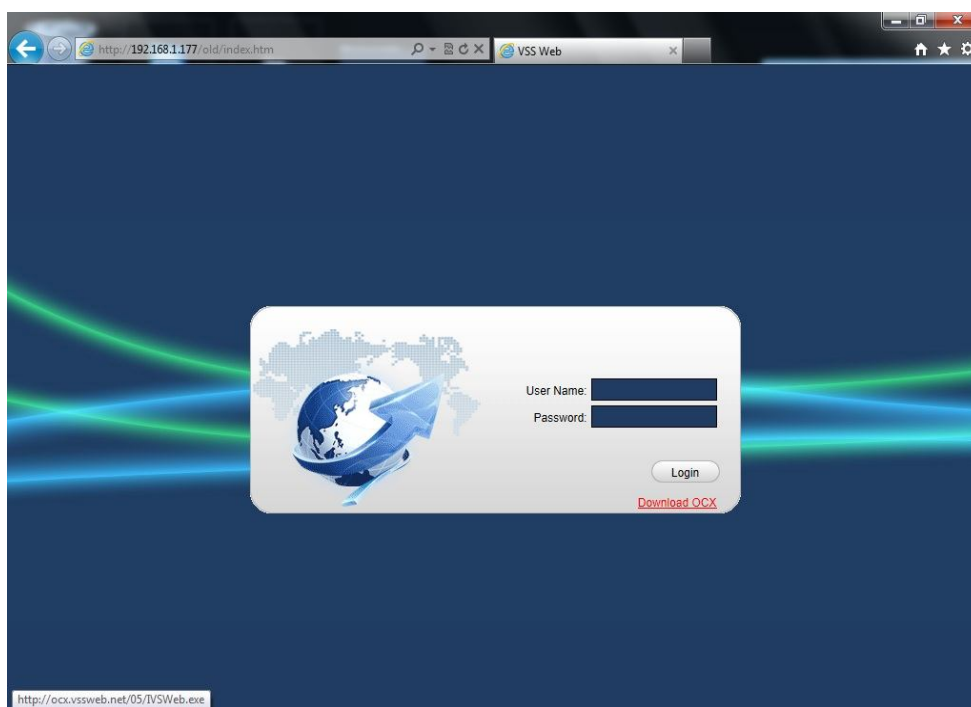 http://192.168.1.177/old/index.htm
VSS Web
User Name:
Password:
Login
Download OCX
http://ocx.vssweb.net/05/IVSWeb.exe